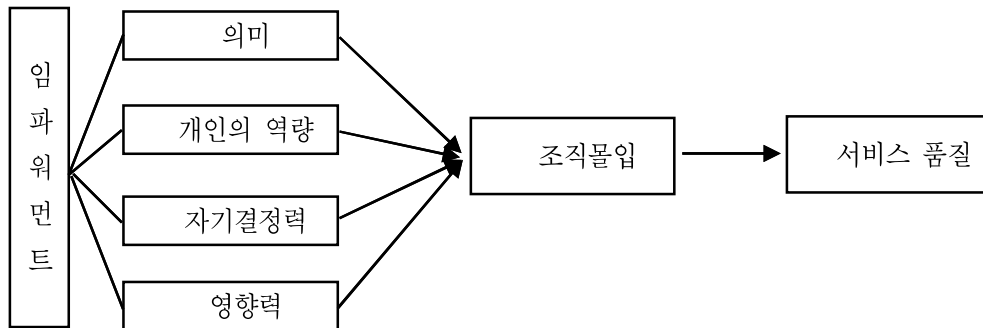 임파워먼트
의미
개인의 역량
자기결정력
영향력
조직몰입
서비스 품질